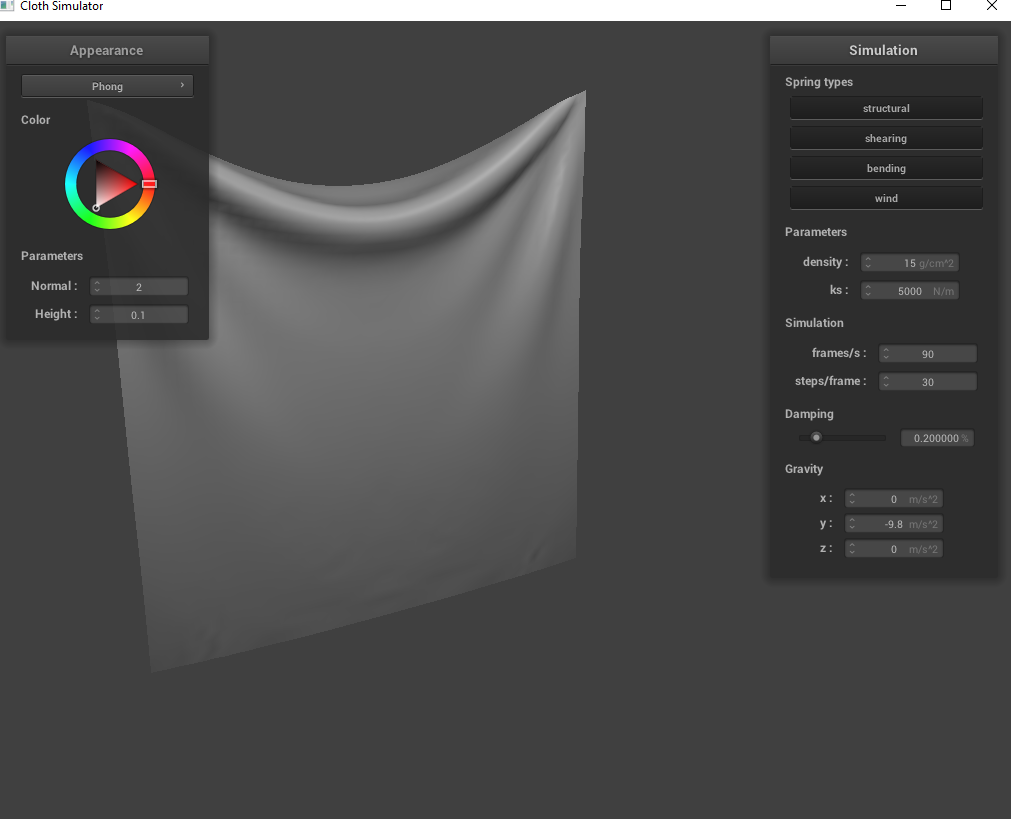 Cloth Simulator
Appearance
Phong
Color
Parameters
Normal : 2
Height : 0.1
Simulation
Spring types
structural
shearing
bending
wind
Parameters
density : 15 g/cm^2
ks : 5000 N/m
Simulation
frames/s : 90
steps/frame : 30
Damping
0.200000 %
Gravity
x : 0 m/s^2
y : -9.8 m/s^2
z : 0 m/s^2